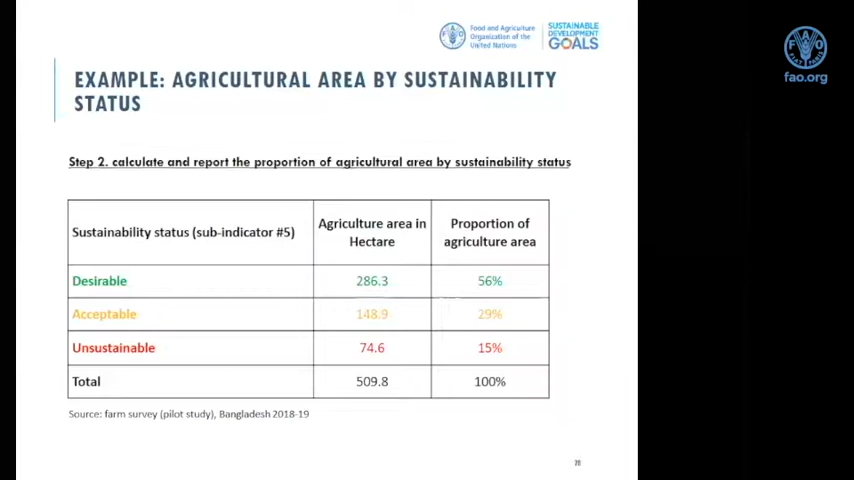 Food and Agriculture
Organization of the
United Nations
SUSTAINABLE
DEVELOPMENT
GOALS
FAO
FIAT PANIS
fao.org
EXAMPLE: AGRICULTURAL AREA BY SUSTAINABILITY
STATUS
Step 2. calculate and report the proportion of agricultural area by sustainability status
Sustainability status (sub-indicator #5)
Agriculture area in
Hectare
Proportion of
agriculture area
Desirable 286.3 56%
Acceptable 148.9 29%
Unsustainable 74.6 15%
Total 509.8 100%
Source: farm survey (pilot study), Bangladesh 2018-19